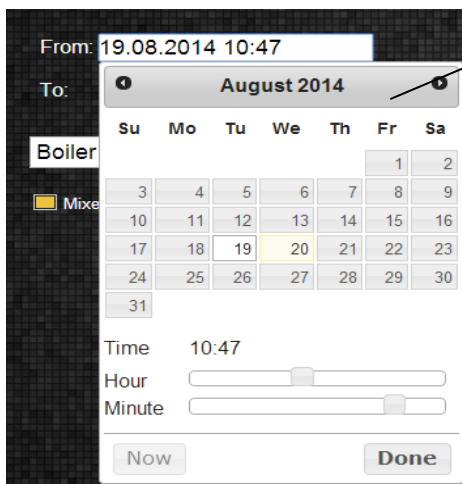 From: 19.08.2014 10:47
To:
August 2014
Su Mo Tu We Th Fr Sa
1 2
3 4 5 6 7 8 9
10 11 12 13 14 15 16
17 18 19 20 21 22 23
24 25 26 27 28 29 30
31
Boiler
Mixe
Time 10:47
Hour
Minute
Now Done